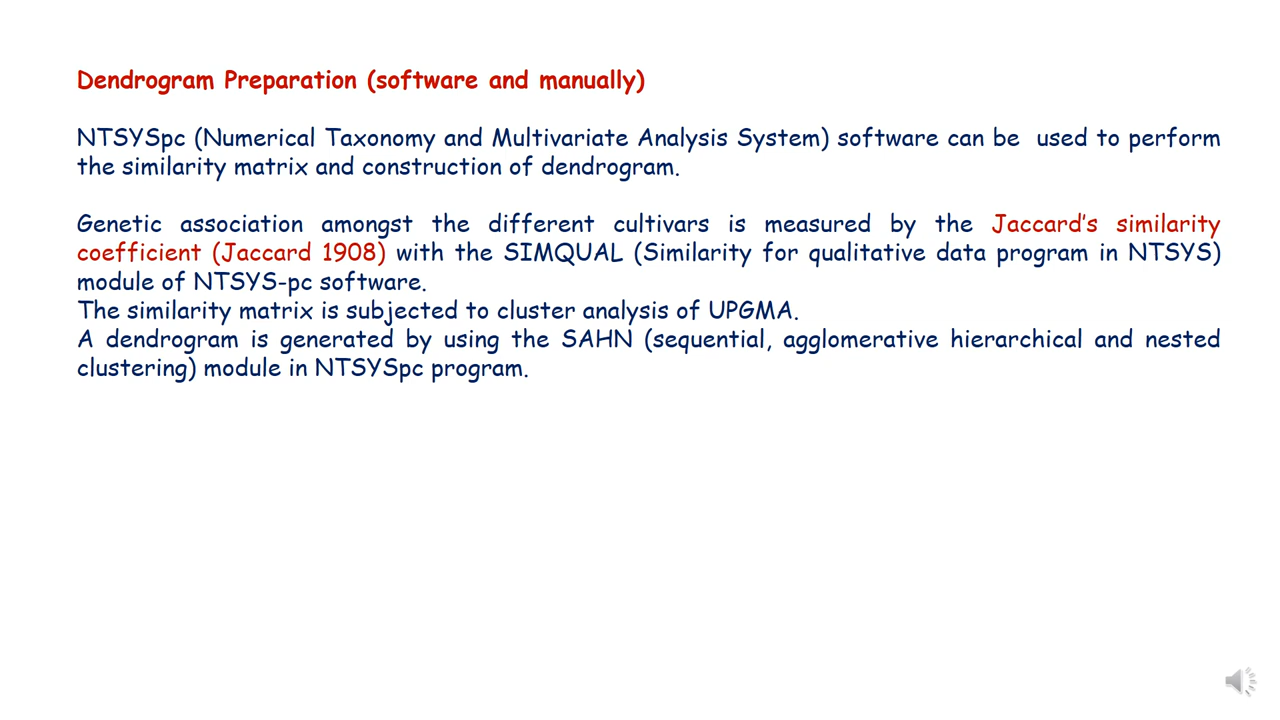 Dendrogram Preparation (software and manually)
NTSYSpc (Numerical Taxonomy and Multivariate Analysis System) software can be used to perform
the similarity matrix and construction of dendrogram.
Genetic association amongst the different cultivars is measured by the Jaccard's similarity
coefficient (Jaccard 1908) with the SIMQUAL (Similarity for qualitative data program in NTSYS)
module of NTSYS-pc software.
The similarity matrix is subjected to cluster analysis of UPGMA.
A dendrogram is generated by using the SAHN (sequential, agglomerative hierarchical and nested
clustering) module in NTSYSpc program.